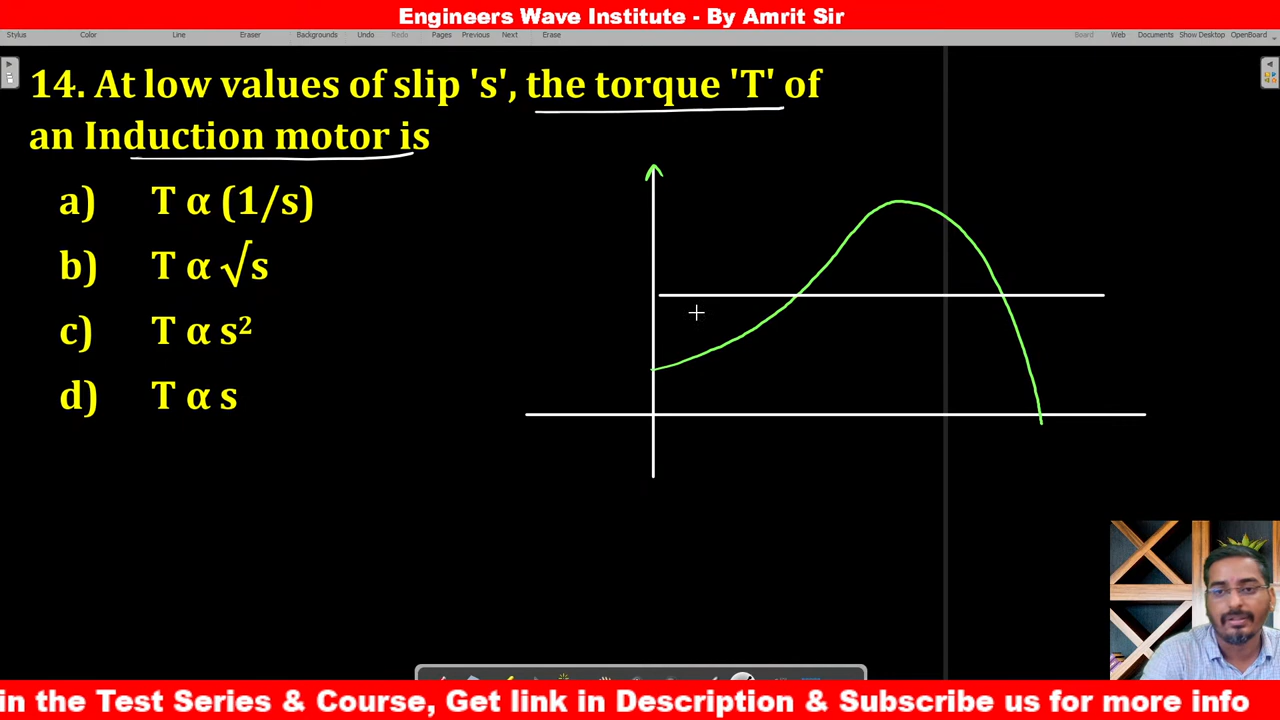 Engineers Wave Institute - By Amrit Sir
Stylus Color Line Eraser Backgrounds Undo Redo Pages Previous Next Erase Board Web Documents Show Desktop OpenBoard
14. At low values of slip 's', the torque 'T' of
an Induction motor is
a) T α (1/s)
b) T α √s
c) T α s²
d) T α s
in the Test Series & Course, Get link in Description & Subscribe us for more info